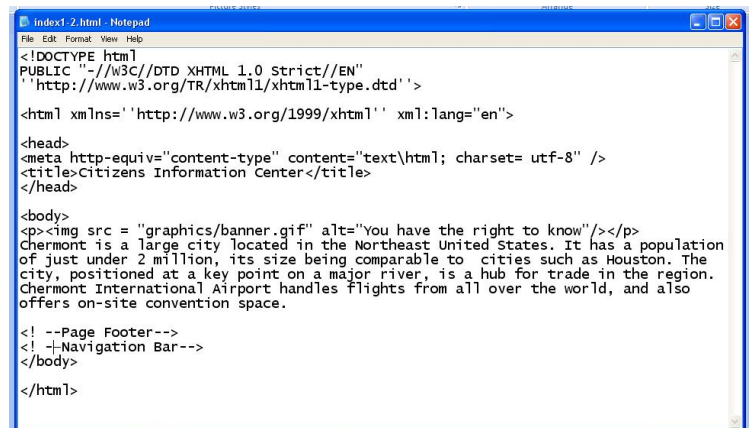 Picture Styles Arrange Size
index1-2.html - Notepad
File Edit Format View Help
<!DOCTYPE html
PUBLIC "-//W3C//DTD XHTML 1.0 Strict//EN"
''http://www.w3.org/TR/xhtml1/xhtml1-type.dtd''>
<html xmlns=''http://www.w3.org/1999/xhtml'' xml:lang="en">
<head>
<meta http-equiv="content-type" content="text\html; charset= utf-8" />
<title>Citizens Information Center</title>
</head>
<body>
<p><img src = "graphics/banner.gif" alt="You have the right to know"/></p>
Chermont is a large city located in the Northeast United States. It has a population
of just under 2 million, its size being comparable to  cities such as Houston. The
city, positioned at a key point on a major river, is a hub for trade in the region.
Chermont International Airport handles flights from all over the world, and also
offers on-site convention space.
<! --Page Footer-->
<! --Navigation Bar-->
</body>
</html>